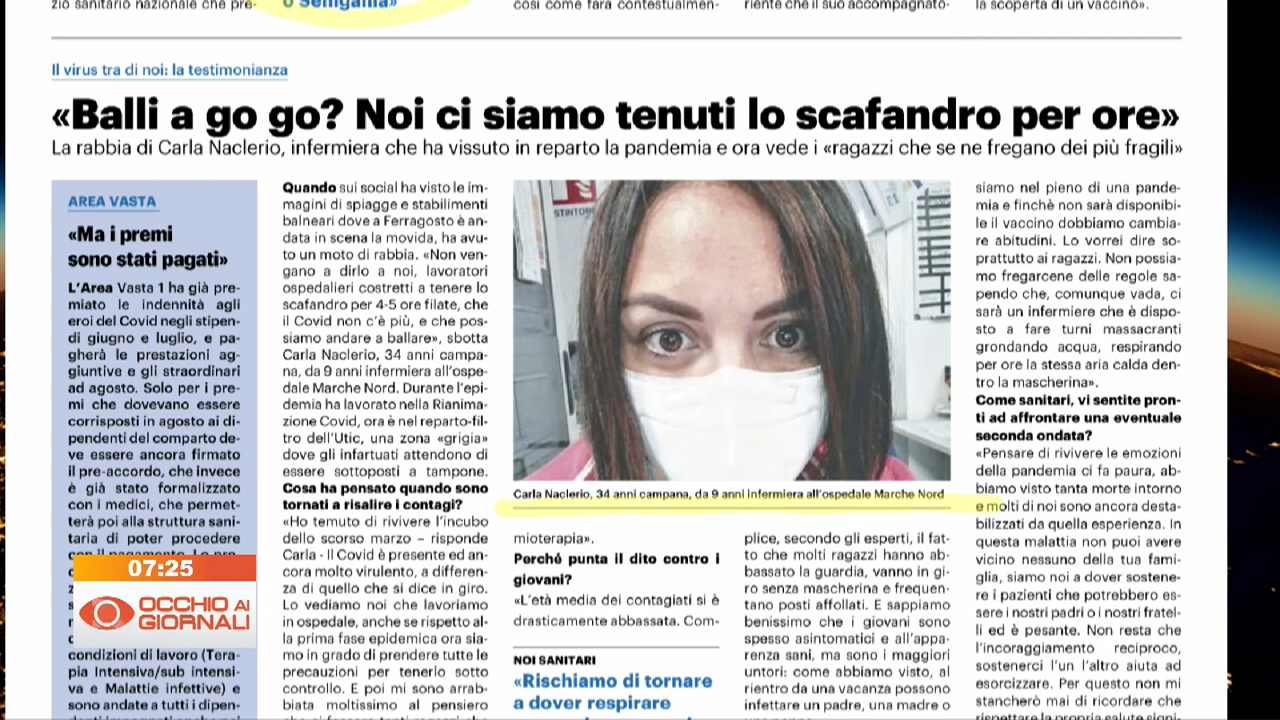 zio sanitario nazionale che pre-
o Senigallia»
così come farà contestualmen-
riente che il suo accompagnato-
la scoperta di un vaccino».
Il virus tra di noi: la testimonianza
«Balli a go go? Noi ci siamo tenuti lo scafandro per ore»
La rabbia di Carla Naclerio, infermiera che ha vissuto in reparto la pandemia e ora vede i «ragazzi che se ne fregano dei più fragili»
AREA VASTA
«Ma i premi
sono stati pagati»
L'Area Vasta 1 ha già pre-
miato le indennità agli
eroi del Covid negli stipen-
di giugno e luglio, e pa-
gherà le prestazioni ag-
giuntive e gli straordinari
ad agosto. Solo per i pre-
mi che dovevano essere
corrisposti in agosto ai di-
pendenti del comparto de-
ve essere ancora firmato
il pre-accordo, che invece
è già stato formalizzato
con i medici, che permet-
terà poi alla struttura sani-
taria di poter procedere
condizioni di lavoro (Tera-
pia Intensiva/sub intensi-
va e Malattie infettive) e
sono andate a tutti i dipen-
Quando sui social ha visto le im-
magini di spiagge e stabilimenti
balneari dove a Ferragosto è an-
data in scena la movida, ha avu-
to un moto di rabbia. «Non ven-
gano a dirlo a noi, lavoratori
ospedalieri costretti a tenere lo
scafandro per 4-5 ore filate, che
il Covid non c'è più, e che pos-
siamo andare a ballare», sbotta
Carla Naclerio, 34 anni campa-
na, da 9 anni infermiera all'ospe-
dale Marche Nord. Durante l'epi-
demia ha lavorato nella Rianima-
zione Covid, ora è nel reparto-fil-
tro dell'Utic, una zona «grigia»
dove gli infartuati attendono di
essere sottoposti a tampone.
Cosa ha pensato quando sono
tornati a risalire i contagi?
«Ho temuto di rivivere l'incubo
dello scorso marzo – risponde
Carla - Il Covid è presente ed an-
cora molto virulento, a differen-
za di quello che si dice in giro.
Lo vediamo noi che lavoriamo
in ospedale, anche se rispetto al-
la prima fase epidemica ora sia-
mo in grado di prendere tutte le
precauzioni per tenerlo sotto
controllo. E poi mi sono arrab-
biata moltissimo al pensiero
STINTORE
Carla Naclerio, 34 anni campana, da 9 anni infermiera all'ospedale Marche Nord
mioterapia».
Perché punta il dito contro i
giovani?
«L'età media dei contagiati si è
drasticamente abbassata. Com-
NOI SANITARI
«Rischiamo di tornare
a dover respirare
plice, secondo gli esperti, il fat-
to che molti ragazzi hanno ab-
bassato la guardia, vanno in gi-
ro senza mascherina e frequen-
tano posti affollati. E sappiamo
benissimo che i giovani sono
spesso asintomatici e all'appa-
renza sani, ma sono i maggiori
untori: come abbiamo visto, al
rientro da una vacanza possono
infettare un padre, una madre o
siamo nel pieno di una pande-
mia e finchè non sarà disponibi-
le il vaccino dobbiamo cambia-
re abitudini. Lo vorrei dire so-
prattutto ai ragazzi. Non possia-
mo fregarcene delle regole sa-
pendo che, comunque vada, ci
sarà un infermiere che è dispo-
sto a fare turni massacranti
grondando acqua, respirando
per ore la stessa aria calda den-
tro la mascherina».
Come sanitari, vi sentite pron-
ti ad affrontare una eventuale
seconda ondata?
«Pensare di rivivere le emozioni
della pandemia ci fa paura, ab-
biamo visto tanta morte intorno
e molti di noi sono ancora desta-
bilizzati da quella esperienza. In
questa malattia non puoi avere
vicino nessuno della tua fami-
glia, siamo noi a dover sostene-
re i pazienti che potrebbero es-
sere i nostri padri o i nostri fratel-
li ed è pesante. Non resta che
l'incoraggiamento reciproco,
sostenerci l'un l'altro aiuta ad
esorcizzare. Per questo non mi
stancherò mai di ricordare che
07:25
OCCHIO AI
GIORNALI